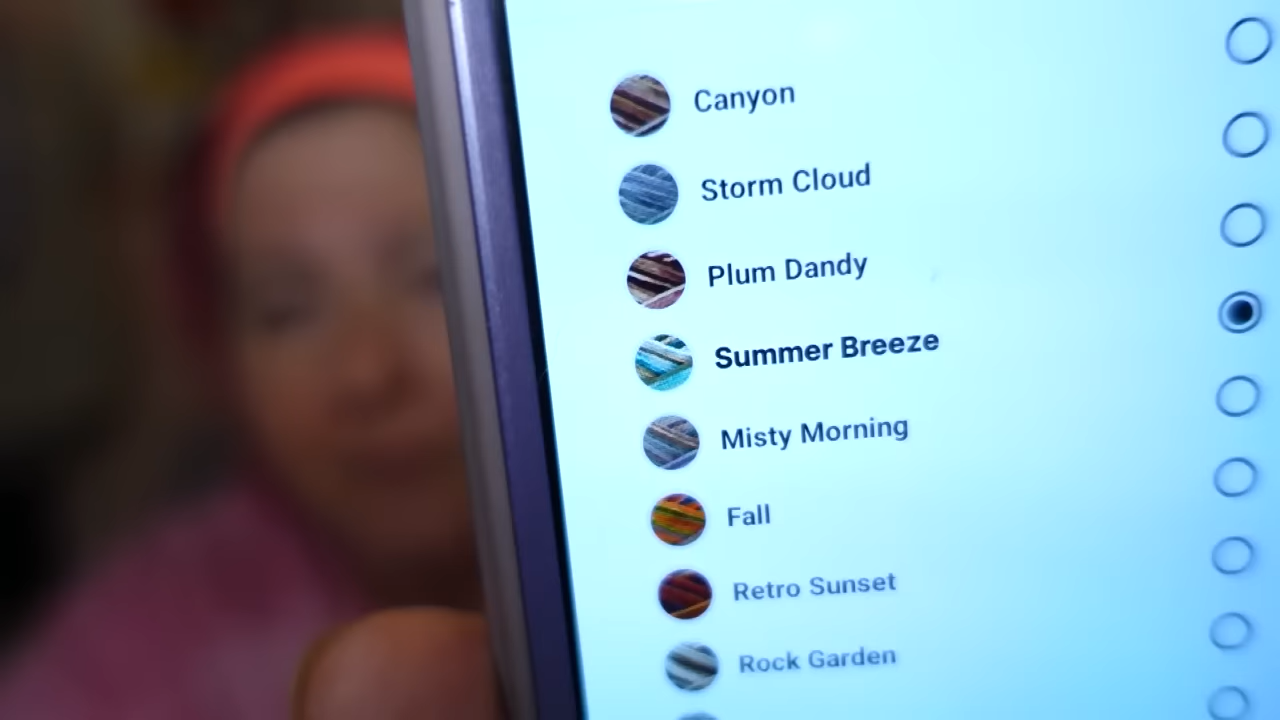 Canyon
Storm Cloud
Plum Dandy
Summer Breeze
Misty Morning
Fall
Retro Sunset
Rock Garden